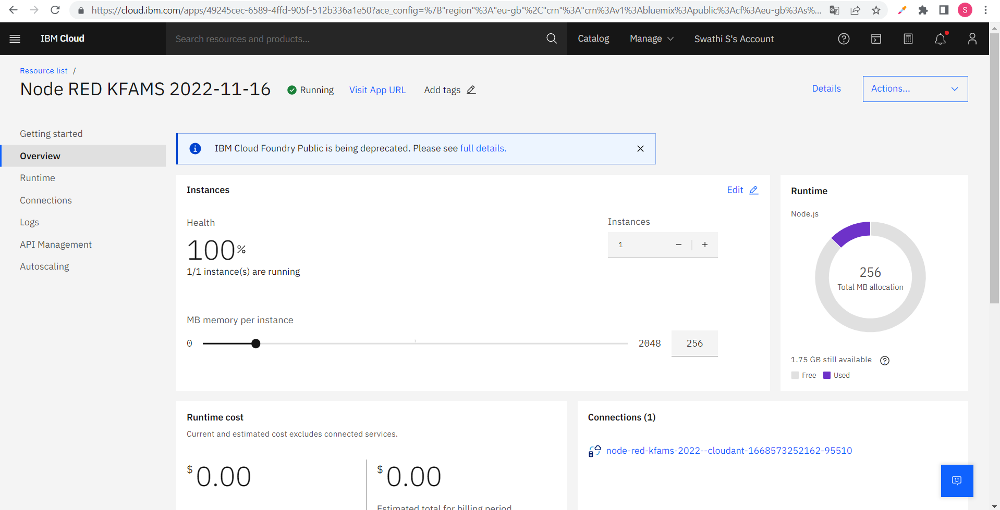 https://cloud.ibm.com/apps/49245cec-6589-4ffd-905f-512b336a1e50?ace_config=%7B"region"%3A"eu-gb"%2C"crn"%3A"crn%3Av1%3Abluemix%3Apublic%3Acf%3Aeu-gb%3As%...
S
IBM Cloud
Search resources and products...
Catalog
Manage
Swathi S's Account
Resource list /
Node RED KFAMS 2022-11-16
Running
Visit App URL
Add tags
Details
Actions...
Getting started
Overview
Runtime
Connections
Logs
API Management
Autoscaling
IBM Cloud Foundry Public is being deprecated. Please see full details.
Instances
Edit
Health
100%
1/1 instance(s) are running
Instances
1
MB memory per instance
0
2048
256
Runtime
Node.js
256
Total MB allocation
1.75 GB still available
Free
Used
Runtime cost
Current and estimated cost excludes connected services.
$0.00
$0.00
Estimated total for billing period
Connections (1)
node-red-kfams-2022--cloudant-1668573252162-95510